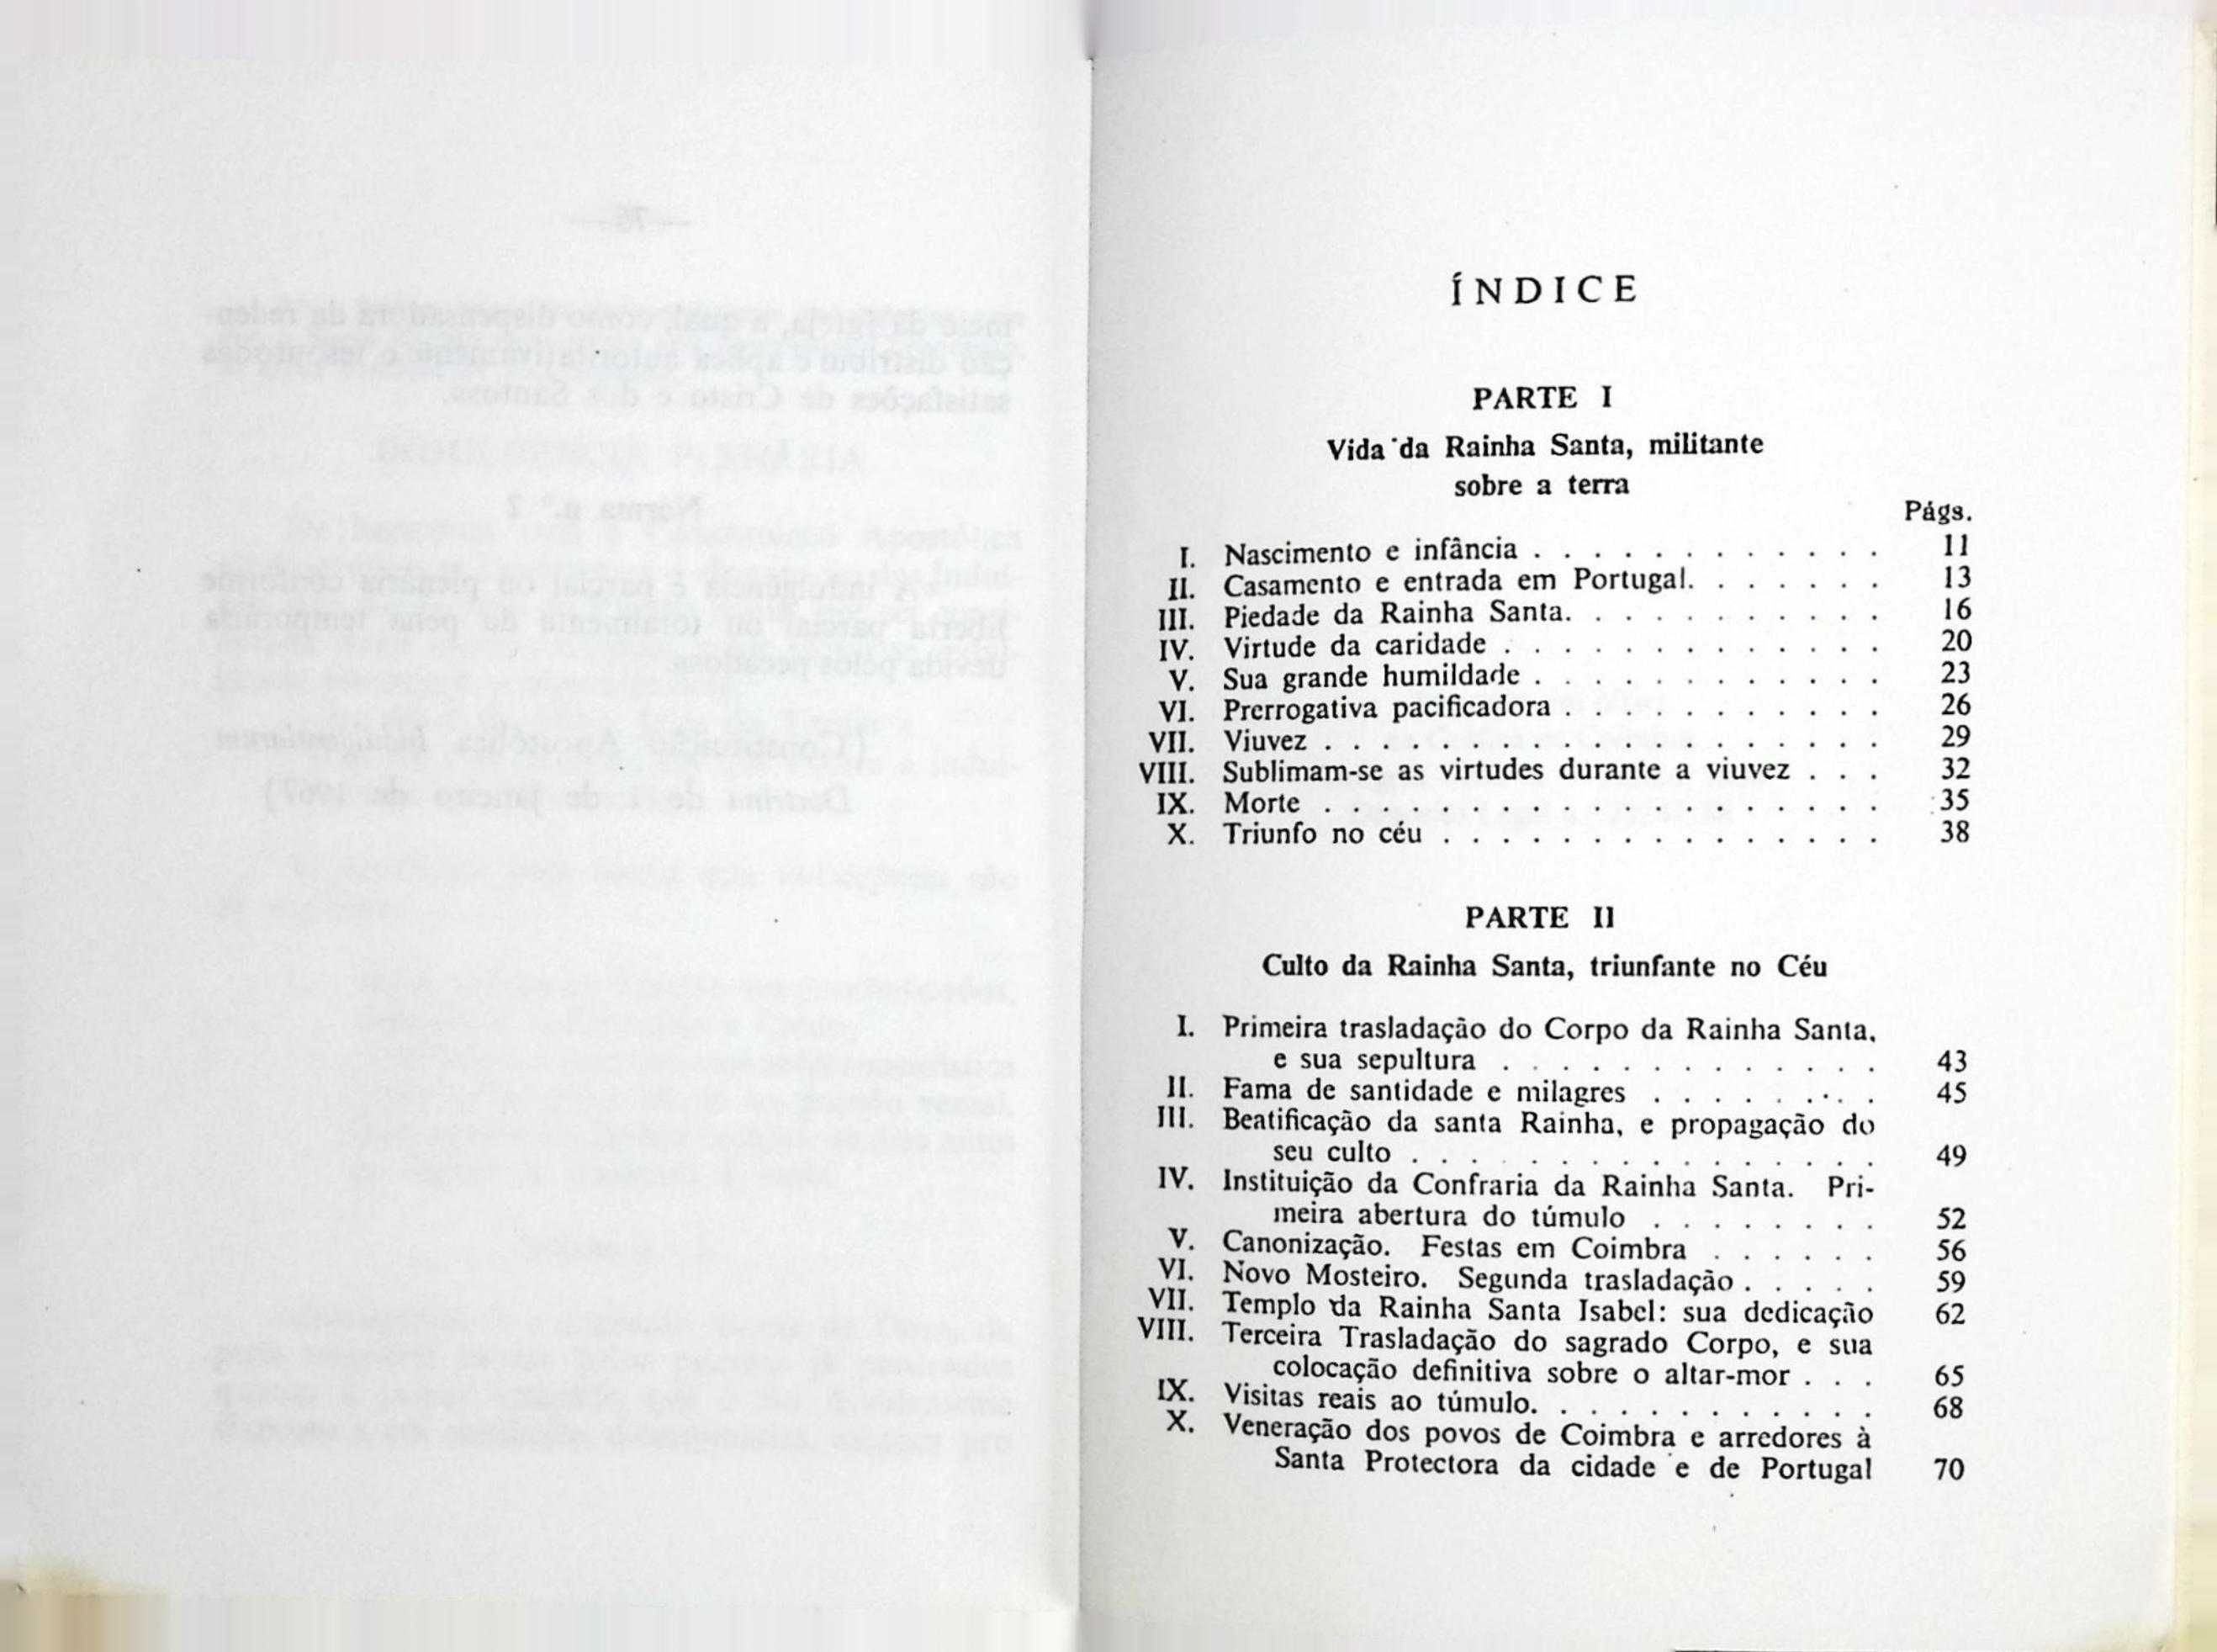 ÍNDICE
PARTE I
Vida da Rainha Santa, militante
sobre a terra
Págs.
I. Nascimento e infância . . . . . . . . . . . . 11
II. Casamento e entrada em Portugal. . . . . . . 13
III. Piedade da Rainha Santa. . . . . . . . . . . 16
IV. Virtude da caridade . . . . . . . . . . . . . 20
V. Sua grande humildade . . . . . . . . . . . . 23
VI. Prerrogativa pacificadora . . . . . . . . . . . 26
VII. Viuvez . . . . . . . . . . . . . . . . . . . 29
VIII. Sublimam-se as virtudes durante a viuvez . . . 32
IX. Morte . . . . . . . . . . . . . . . . . . . 35
X. Triunfo no céu . . . . . . . . . . . . . . . 38
PARTE II
Culto da Rainha Santa, triunfante no Céu
I. Primeira trasladação do Corpo da Rainha Santa,
e sua sepultura . . . . . . . . . . . . . 43
II. Fama de santidade e milagres . . . . . . . . 45
III. Beatificação da santa Rainha, e propagação do
seu culto . . . . . . . . . . . . . . . . 49
IV. Instituição da Confraria da Rainha Santa. Pri-
meira abertura do túmulo . . . . . . . . 52
V. Canonização. Festas em Coimbra . . . . . . 56
VI. Novo Mosteiro. Segunda trasladação . . . . . 59
VII. Templo da Rainha Santa Isabel: sua dedicação 62
VIII. Terceira Trasladação do sagrado Corpo, e sua
colocação definitiva sobre o altar-mor . . . 65
IX. Visitas reais ao túmulo. . . . . . . . . . . . 68
X. Veneração dos povos de Coimbra e arredores à
Santa Protectora da cidade e de Portugal 70